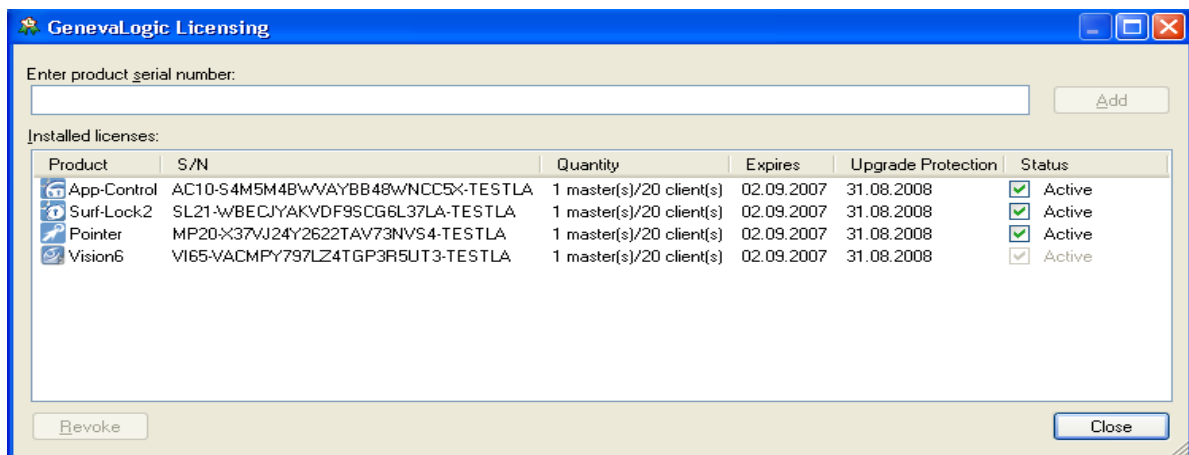 GenevaLogic Licensing
Enter product serial number:
Add
Installed licenses:
Product S/N Quantity Expires Upgrade Protection Status
App-Control AC10-S4M5M4BWVAYBB48WNCC5X-TESTLA 1 master(s)/20 client(s) 02.09.2007 31.08.2008 Active
Surf-Lock2 SL21-WBECJYAKVDF9SCG6L37LA-TESTLA 1 master(s)/20 client(s) 02.09.2007 31.08.2008 Active
Pointer MP20-X37VJ24Y2622TAV73NVS4-TESTLA 1 master(s)/20 client(s) 02.09.2007 31.08.2008 Active
Vision6 VI65-VACMPY797LZ4TGP3R5UT3-TESTLA 1 master(s)/20 client(s) 02.09.2007 31.08.2008 Active
Revoke Close